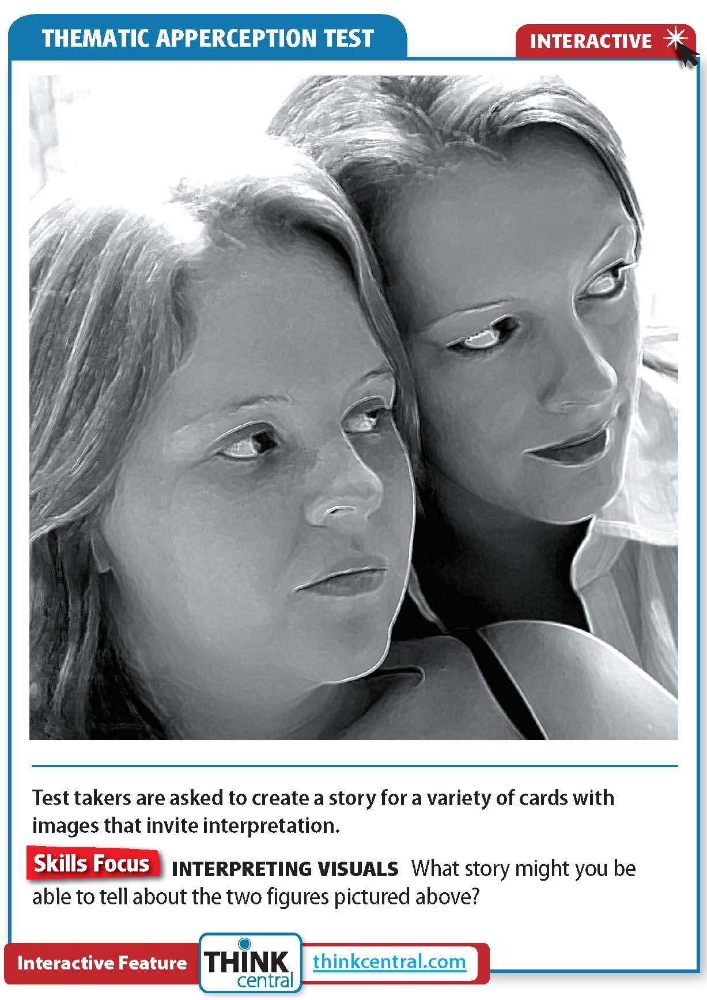 THEMATIC APPERCEPTION TEST
INTERACTIVE
Test takers are asked to create a story for a variety of cards with
images that invite interpretation.
Skills Focus INTERPRETING VISUALS What story might you be
able to tell about the two figures pictured above?
Interactive Feature THINK central thinkcentral.com